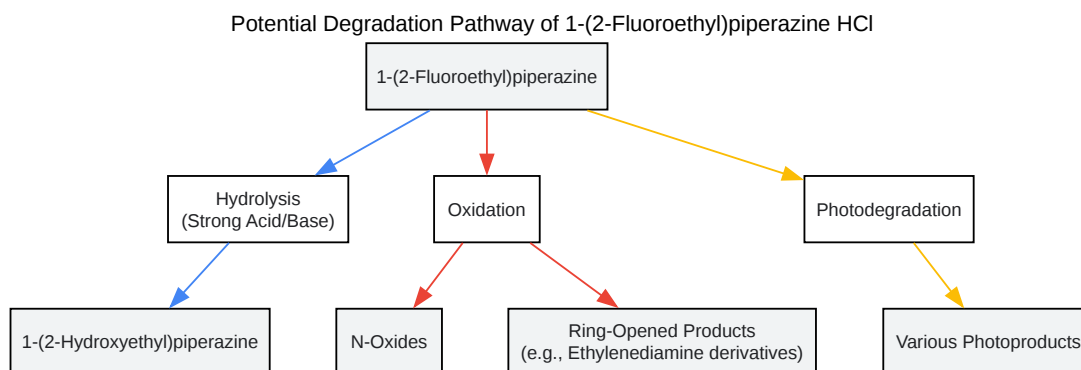 Potential Degradation Pathway of 1-(2-Fluoroethyl)piperazine HCl
1-(2-Fluoroethyl)piperazine
Hydrolysis
(Strong Acid/Base)
Oxidation
Photodegradation
1-(2-Hydroxyethyl)piperazine
N-Oxides
Ring-Opened Products
(e.g., Ethylenediamine derivatives)
Various Photoproducts